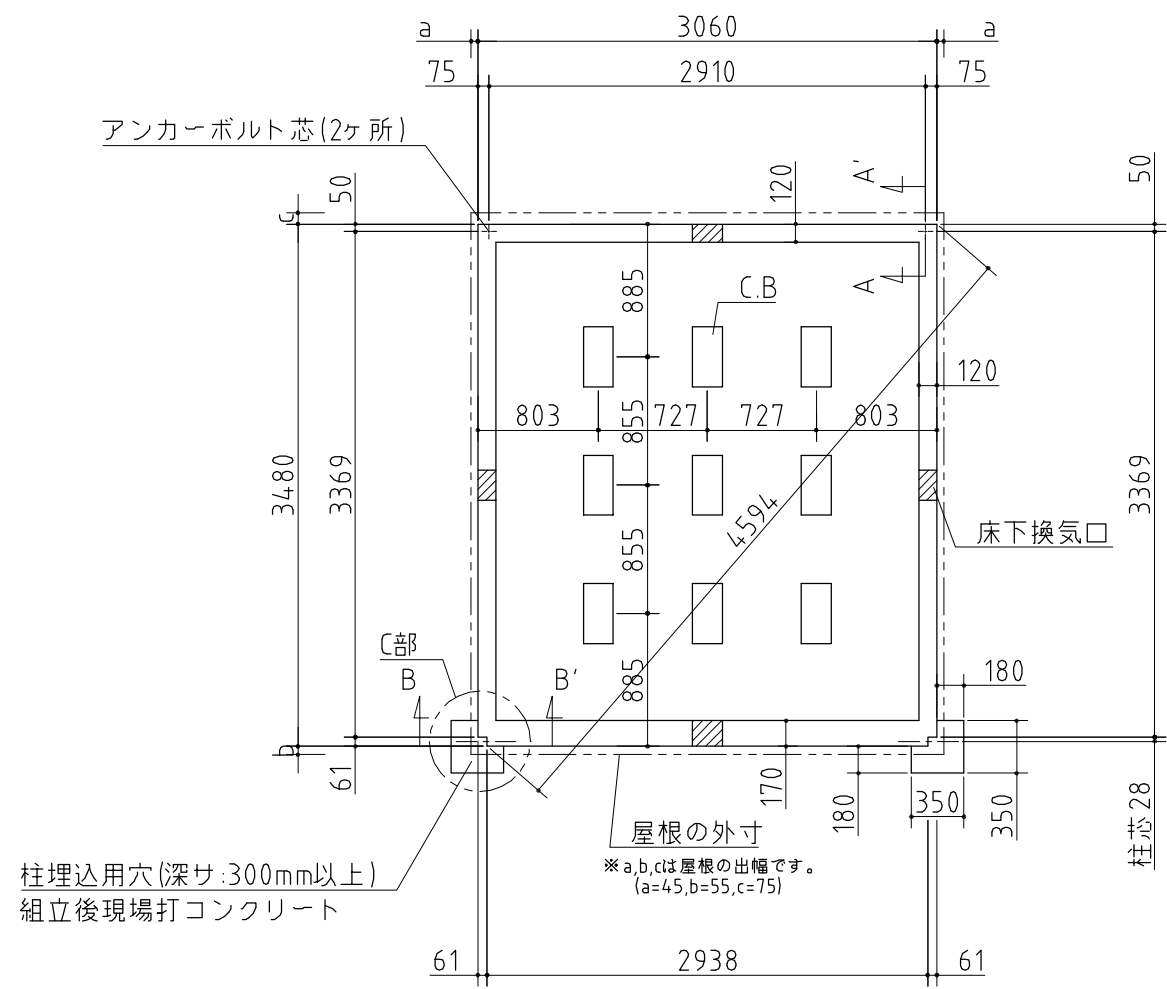 a 3060 a
75 2910 75
アンカーボルト芯(2ヶ所)
50
120
A'
50
c
885
C.B
A
120
803 855 727 727 803
3480
3369
4594
3369
855
床下換気口
C部
B B' 885 180
b
61
170
180
350
350
柱芯28
屋根の外寸
※a,b,cは屋根の出幅です。
(a=45,b=55,c=75)
柱埋込用穴(深サ:300mm以上)
組立後現場打コンクリート
61 2938 61